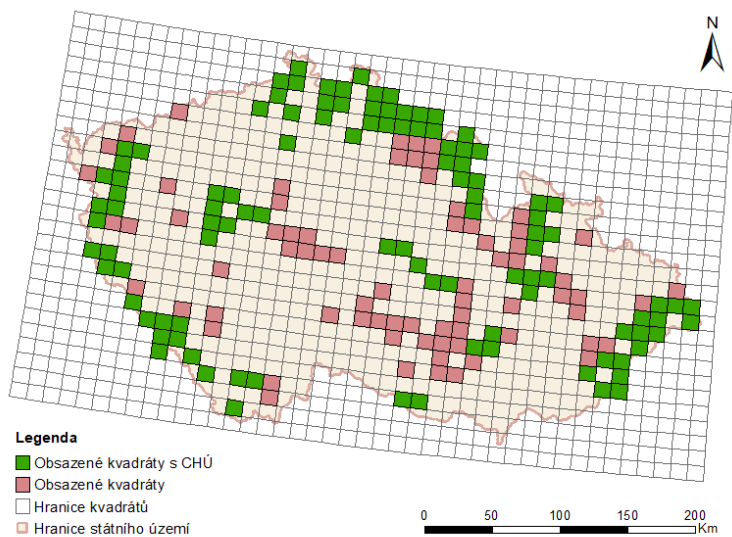 N
Legenda
Obsazené kvadráty s CHÚ
Obsazené kvadráty
Hranice kvadrátů
Hranice státního území
0 50 100 150 200
Km